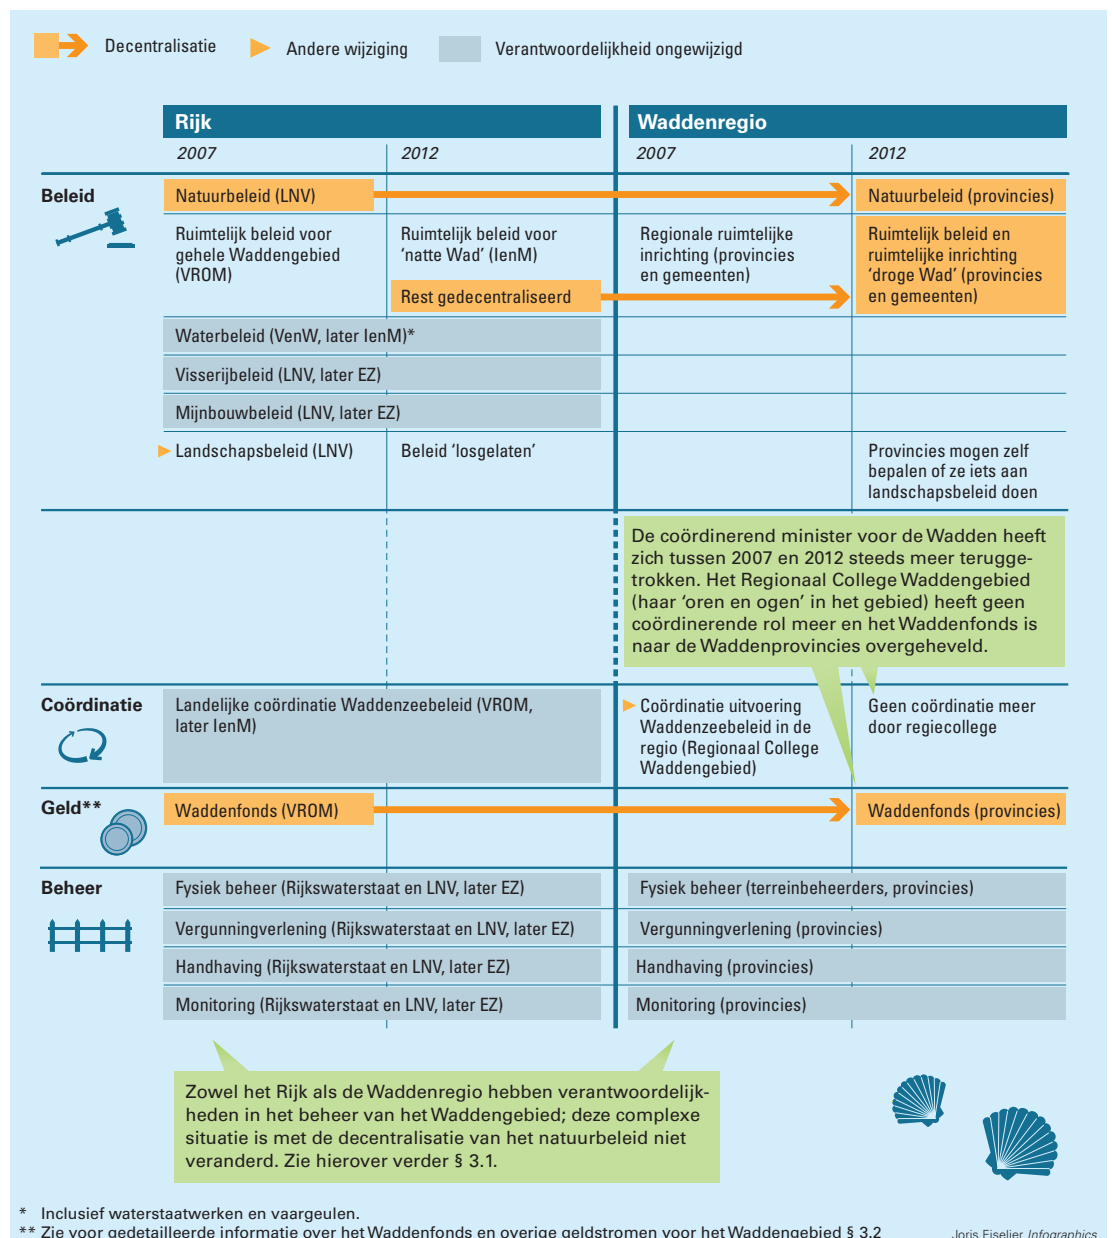 Decentralisatie
Andere wijziging
Verantwoordelijkheid ongewijzigd
Rijk
Waddenregio
2007
2012
2007
2012
Beleid
Natuurbeleid (LNV)
Natuurbeleid (provincies)
Ruimtelijk beleid voor
gehele Waddengebied
(VROM)
Ruimtelijk beleid voor
‘natte Wad’ (IenM)
Rest gedecentraliseerd
Regionale ruimtelijke
inrichting (provincies
en gemeenten)
Ruimtelijk beleid en
ruimtelijke inrichting
‘droge Wad’ (provincies
en gemeenten)
Waterbeleid (VenW, later IenM)*
Visserijbeleid (LNV, later EZ)
Mijnbouwbeleid (LNV, later EZ)
Landschapsbeleid (LNV)
Beleid ‘losgelaten’
Provincies mogen zelf
bepalen of ze iets aan
landschapsbeleid doen
De coördinerend minister voor de Wadden heeft
zich tussen 2007 en 2012 steeds meer terugge-
trokken. Het Regionaal College Waddengebied
(haar ‘oren en ogen’ in het gebied) heeft geen
coördinerende rol meer en het Waddenfonds is
naar de Waddenprovincies overgeheveld.
Coördinatie
Landelijke coördinatie Waddenzeebeleid (VROM,
later IenM)
Coördinatie uitvoering
Waddenzeebeleid in de
regio (Regionaal College
Waddengebied)
Geen coördinatie meer
door regiecollege
Geld**
Waddenfonds (VROM)
Waddenfonds (provincies)
Beheer
Fysiek beheer (Rijkswaterstaat en LNV, later EZ)
Fysiek beheer (terreinbeheerders, provincies)
Vergunningverlening (Rijkswaterstaat en LNV, later EZ)
Vergunningverlening (provincies)
Handhaving (Rijkswaterstaat en LNV, later EZ)
Handhaving (provincies)
Monitoring (Rijkswaterstaat en LNV, later EZ)
Monitoring (provincies)
Zowel het Rijk als de Waddenregio hebben verantwoordelijk-
heden in het beheer van het Waddengebied; deze complexe
situatie is met de decentralisatie van het natuurbeleid niet
veranderd. Zie hierover verder § 3.1.
* Inclusief waterstaatwerken en vaargeulen.
** Zie voor gedetailleerde informatie over het Waddenfonds en overige geldstromen voor het Waddengebied § 3.2
Joris Fiselier Infographics